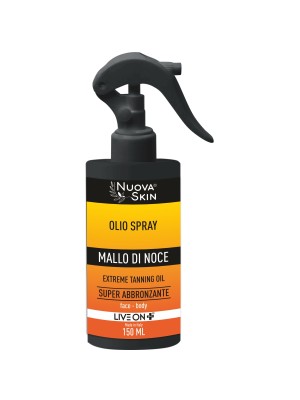 NUOVA®
SKIN
OLIO SPRAY
MALLO DI NOCE
EXTREME TANNING OIL
SUPER ABBRONZANTE
face - body
LIVE ON
Made in Italy
150 ML